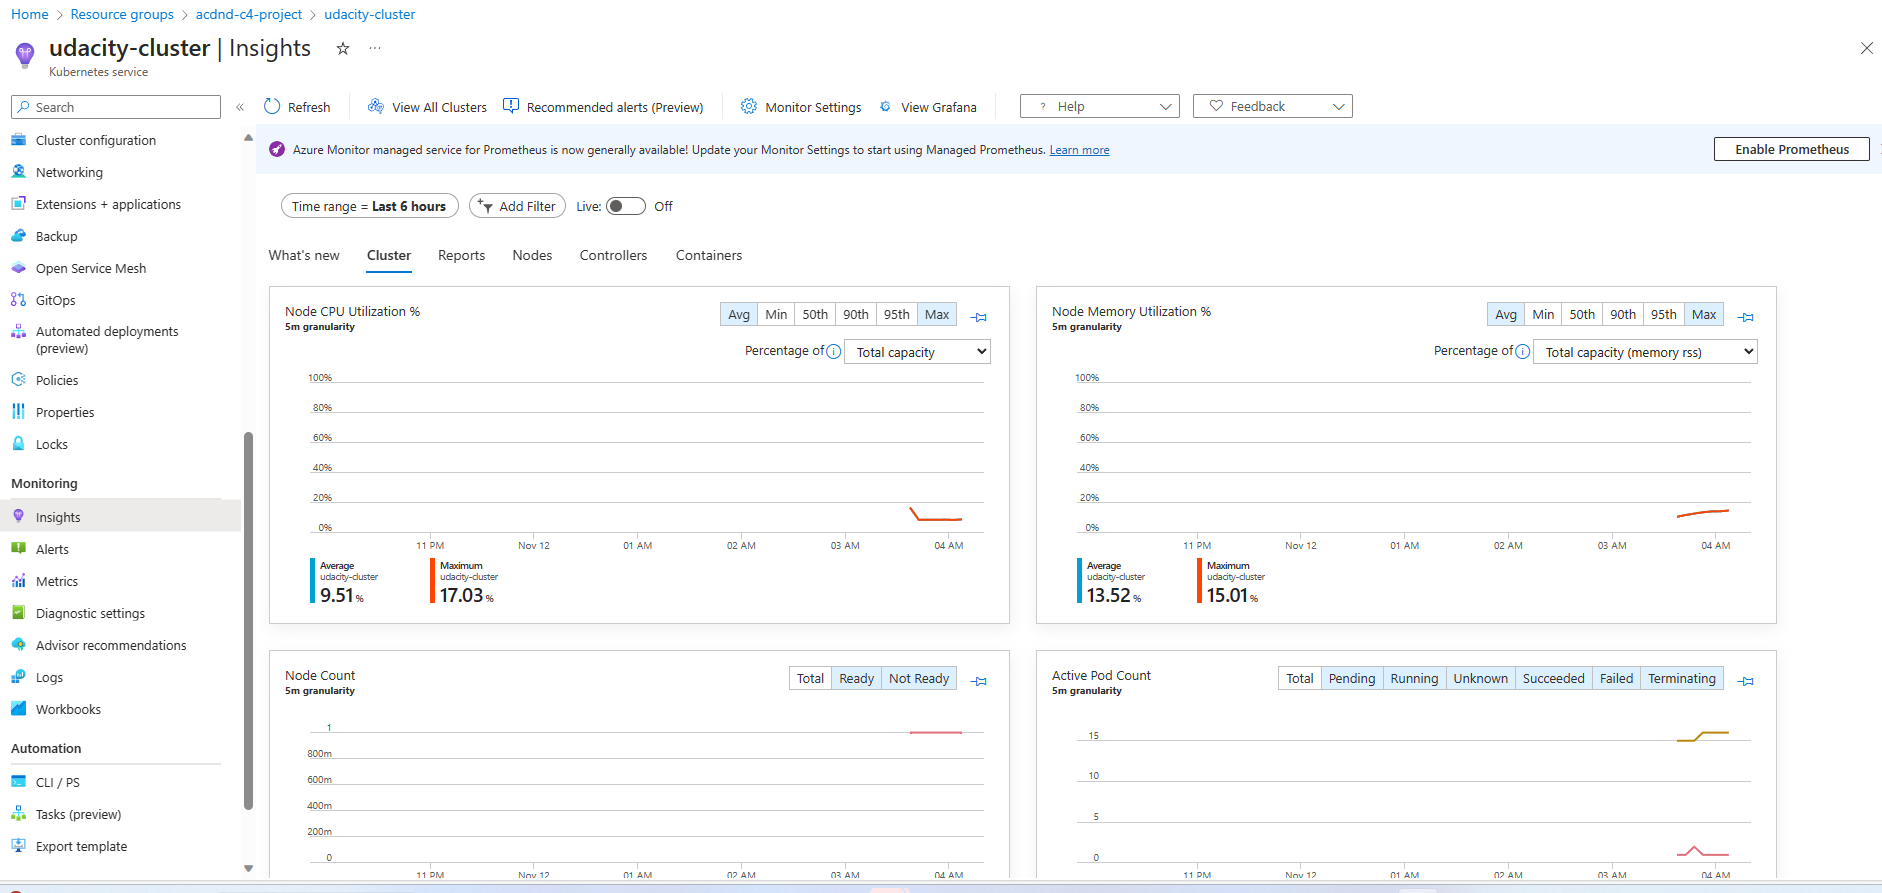 Home > Resource groups > acdnd-c4-project > udacity-cluster
udacity-cluster | Insights
Kubernetes service
Search
Refresh
View All Clusters
Recommended alerts (Preview)
Monitor Settings
View Grafana
? Help
Feedback
Azure Monitor managed service for Prometheus is now generally available! Update your Monitor Settings to start using Managed Prometheus. Learn more
Enable Prometheus
Cluster configuration
Networking
Extensions + applications
Backup
Open Service Mesh
GitOps
Automated deployments
(preview)
Policies
Properties
Locks
Monitoring
Insights
Alerts
Metrics
Diagnostic settings
Advisor recommendations
Logs
Workbooks
Automation
CLI / PS
Tasks (preview)
Export template
Time range = Last 6 hours
Add Filter
Live: Off
What's new
Cluster
Reports
Nodes
Controllers
Containers
Node CPU Utilization %
5m granularity
Avg Min 50th 90th 95th Max
Percentage of Total capacity
100%
80%
60%
40%
20%
0%
11 PM Nov 12 01 AM 02 AM 03 AM 04 AM
Average
udacity-cluster
9.51 %
Maximum
udacity-cluster
17.03 %
Node Memory Utilization %
5m granularity
Avg Min 50th 90th 95th Max
Percentage of Total capacity (memory rss)
100%
80%
60%
40%
20%
0%
11 PM Nov 12 01 AM 02 AM 03 AM 04 AM
Average
udacity-cluster
13.52 %
Maximum
udacity-cluster
15.01 %
Node Count
5m granularity
Total Ready Not Ready
1
800m
600m
400m
200m
0
11 PM Nov 12 01 AM 02 AM 03 AM 04 AM
Active Pod Count
5m granularity
Total Pending Running Unknown Succeeded Failed Terminating
15
10
5
0
11 PM Nov 12 01 AM 02 AM 03 AM 04 AM